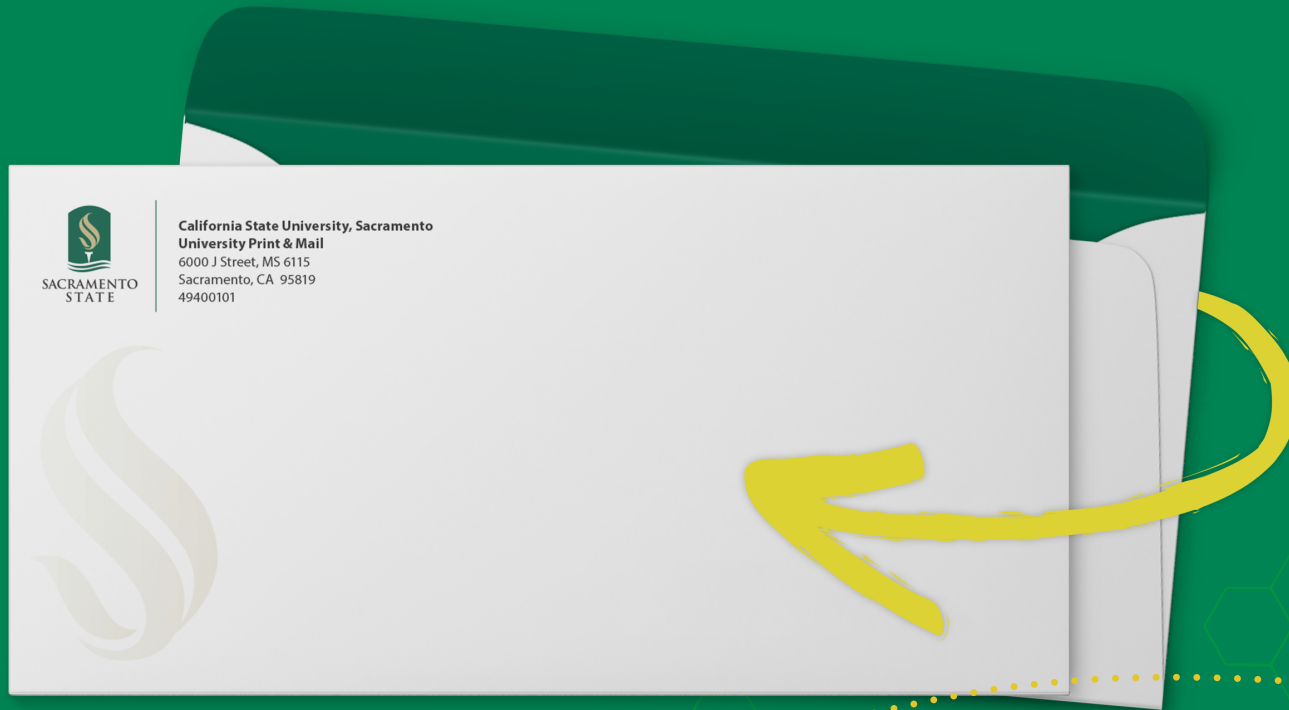 SACRAMENTO
STATE
California State University, Sacramento
University Print & Mail
6000 J Street, MS 6115
Sacramento, CA  95819
49400101